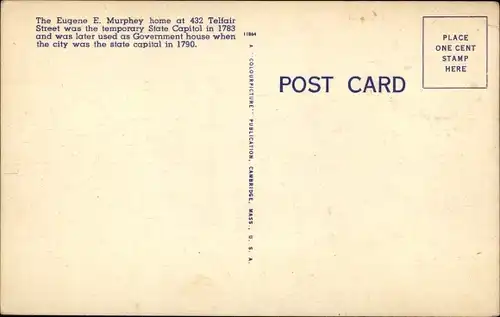 The Eugene E. Murphey home at 432 Telfair
Street was the temporary State Capitol in 1783
and was later used as Government house when
the city was the state capital in 1790.
11864
A "COLOURPICTURE" PUBLICATION, CAMBRIDGE, MASS., U. S. A.
POST CARD
PLACE
ONE CENT
STAMP
HERE